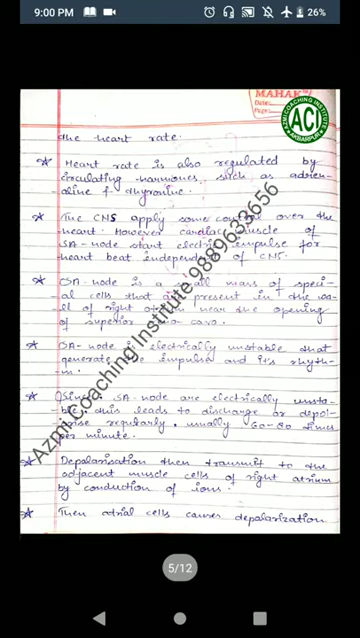 9:00 PM
26%
MAHAK
Date:
Page:
AZMI COACHING INSTITUTE
ACI
AKBARPUR
the heart rate.
Heart rate is also regulated by
circulating harmones, such as adren-
aline & thyroxine.
The CNS apply some control over the
heart. However cardiac muscle of
SA-node start electric impulse for
heart beat independent of CNS.
SA-node is a small mass of speci-
al cells that are present in the wa-
ll of right atrium near the opening
of superior vena cava.
SA-node is electrically unstable that
generate the impulse and it's rhyth-
m.
Since SA-node are electrically unsta-
ble, this leads to discharge or depol-
arise regularly, usually 60-80 times
per minute.
Depolarisation then transmit to the
adjacent muscle cells of right atrium
by conduction of ions.
Then atrial cells causes depolarization
Azmi Coaching Institute 9889633656
5/12